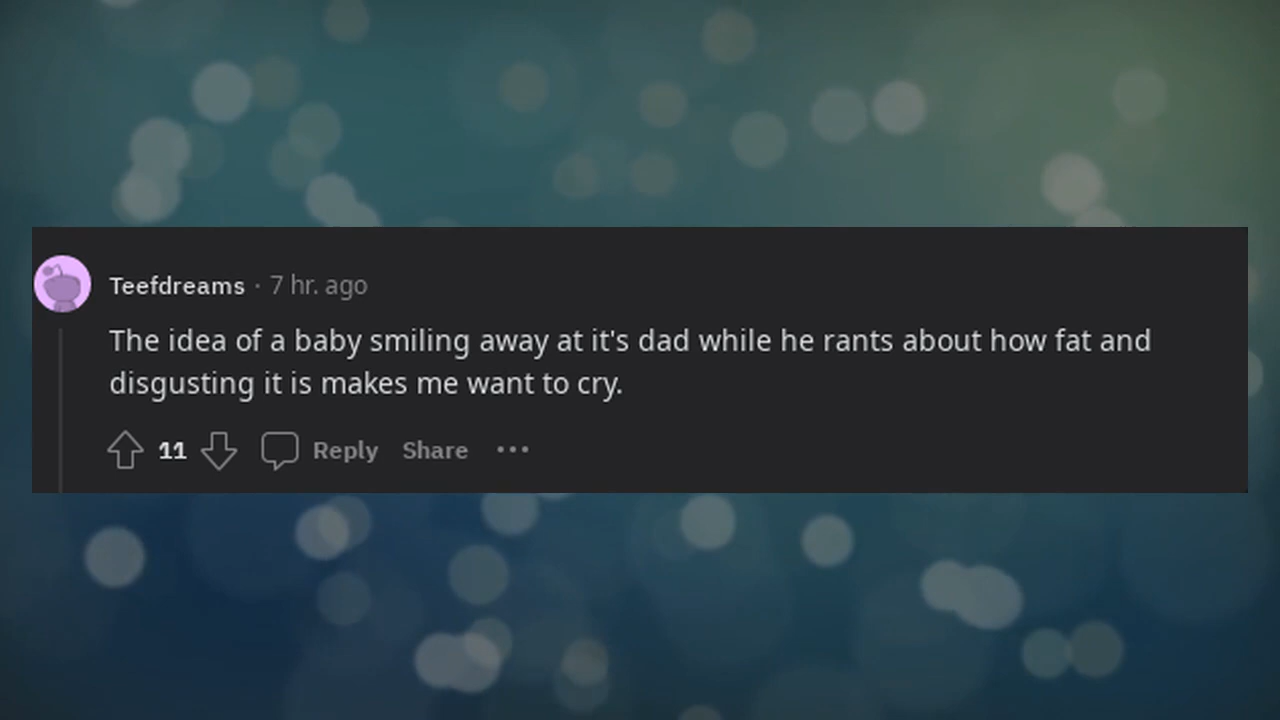 Teefdreams · 7 hr. ago
The idea of a baby smiling away at it's dad while he rants about how fat and
disgusting it is makes me want to cry.
11 Reply Share •••